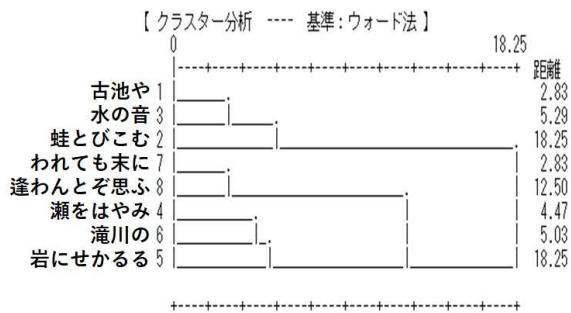 【 クラスター分析 ---- 基準:ウォード法 】
0 18.25
|---+---+---+---+---+---+---+---+---+---+ 距離
古池や 1 2.83
水の音 3 5.29
蛙とびこむ 2 18.25
われても末に 7 2.83
逢わんとぞ思ふ 8 12.50
瀬をはやみ 4 4.47
滝川の 6 5.03
岩にせかるる 5 18.25
+---+---+---+---+---+---+---+---+---+---+